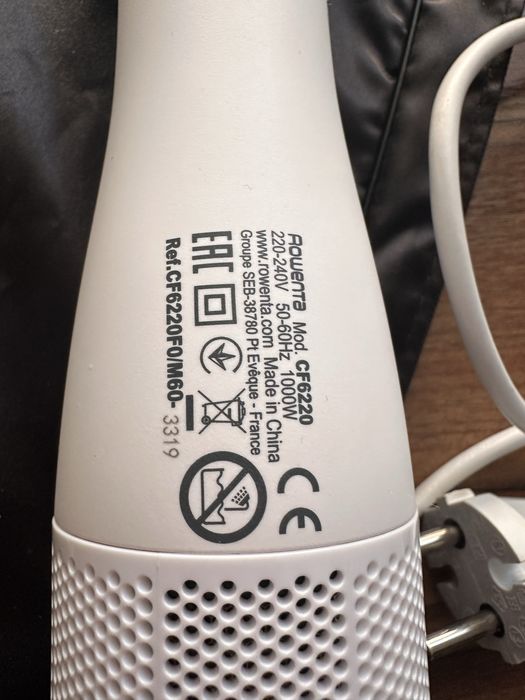 Rowenta Mod. CF6220
220-240V 50-60Hz 1000W
www.rowenta.com Made in China
Groupe SEB-38780 Pt Evêque - France
EAC
CE
Ref.CF6220F0/M60-3319